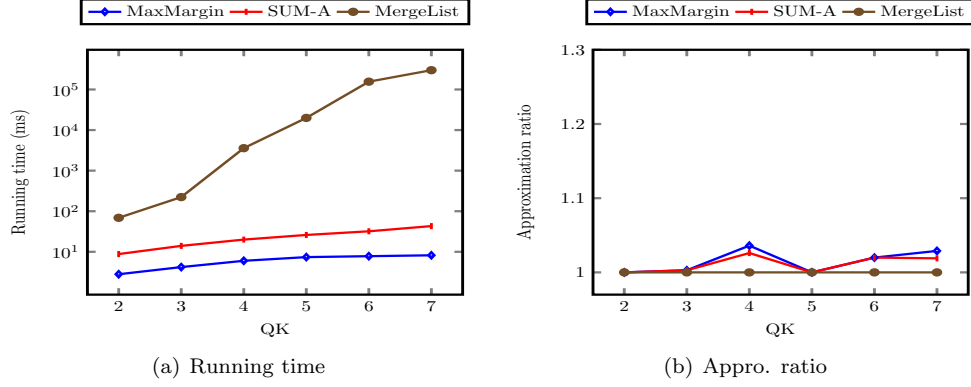 MaxMargin SUM-A MergeList
Running time (ms)
10^5
10^4
10^3
10^2
10^1
2 3 4 5 6 7
QK
(a) Running time
MaxMargin SUM-A MergeList
Approximation ratio
1.3
1.2
1.1
1
2 3 4 5 6 7
QK
(b) Appro. ratio